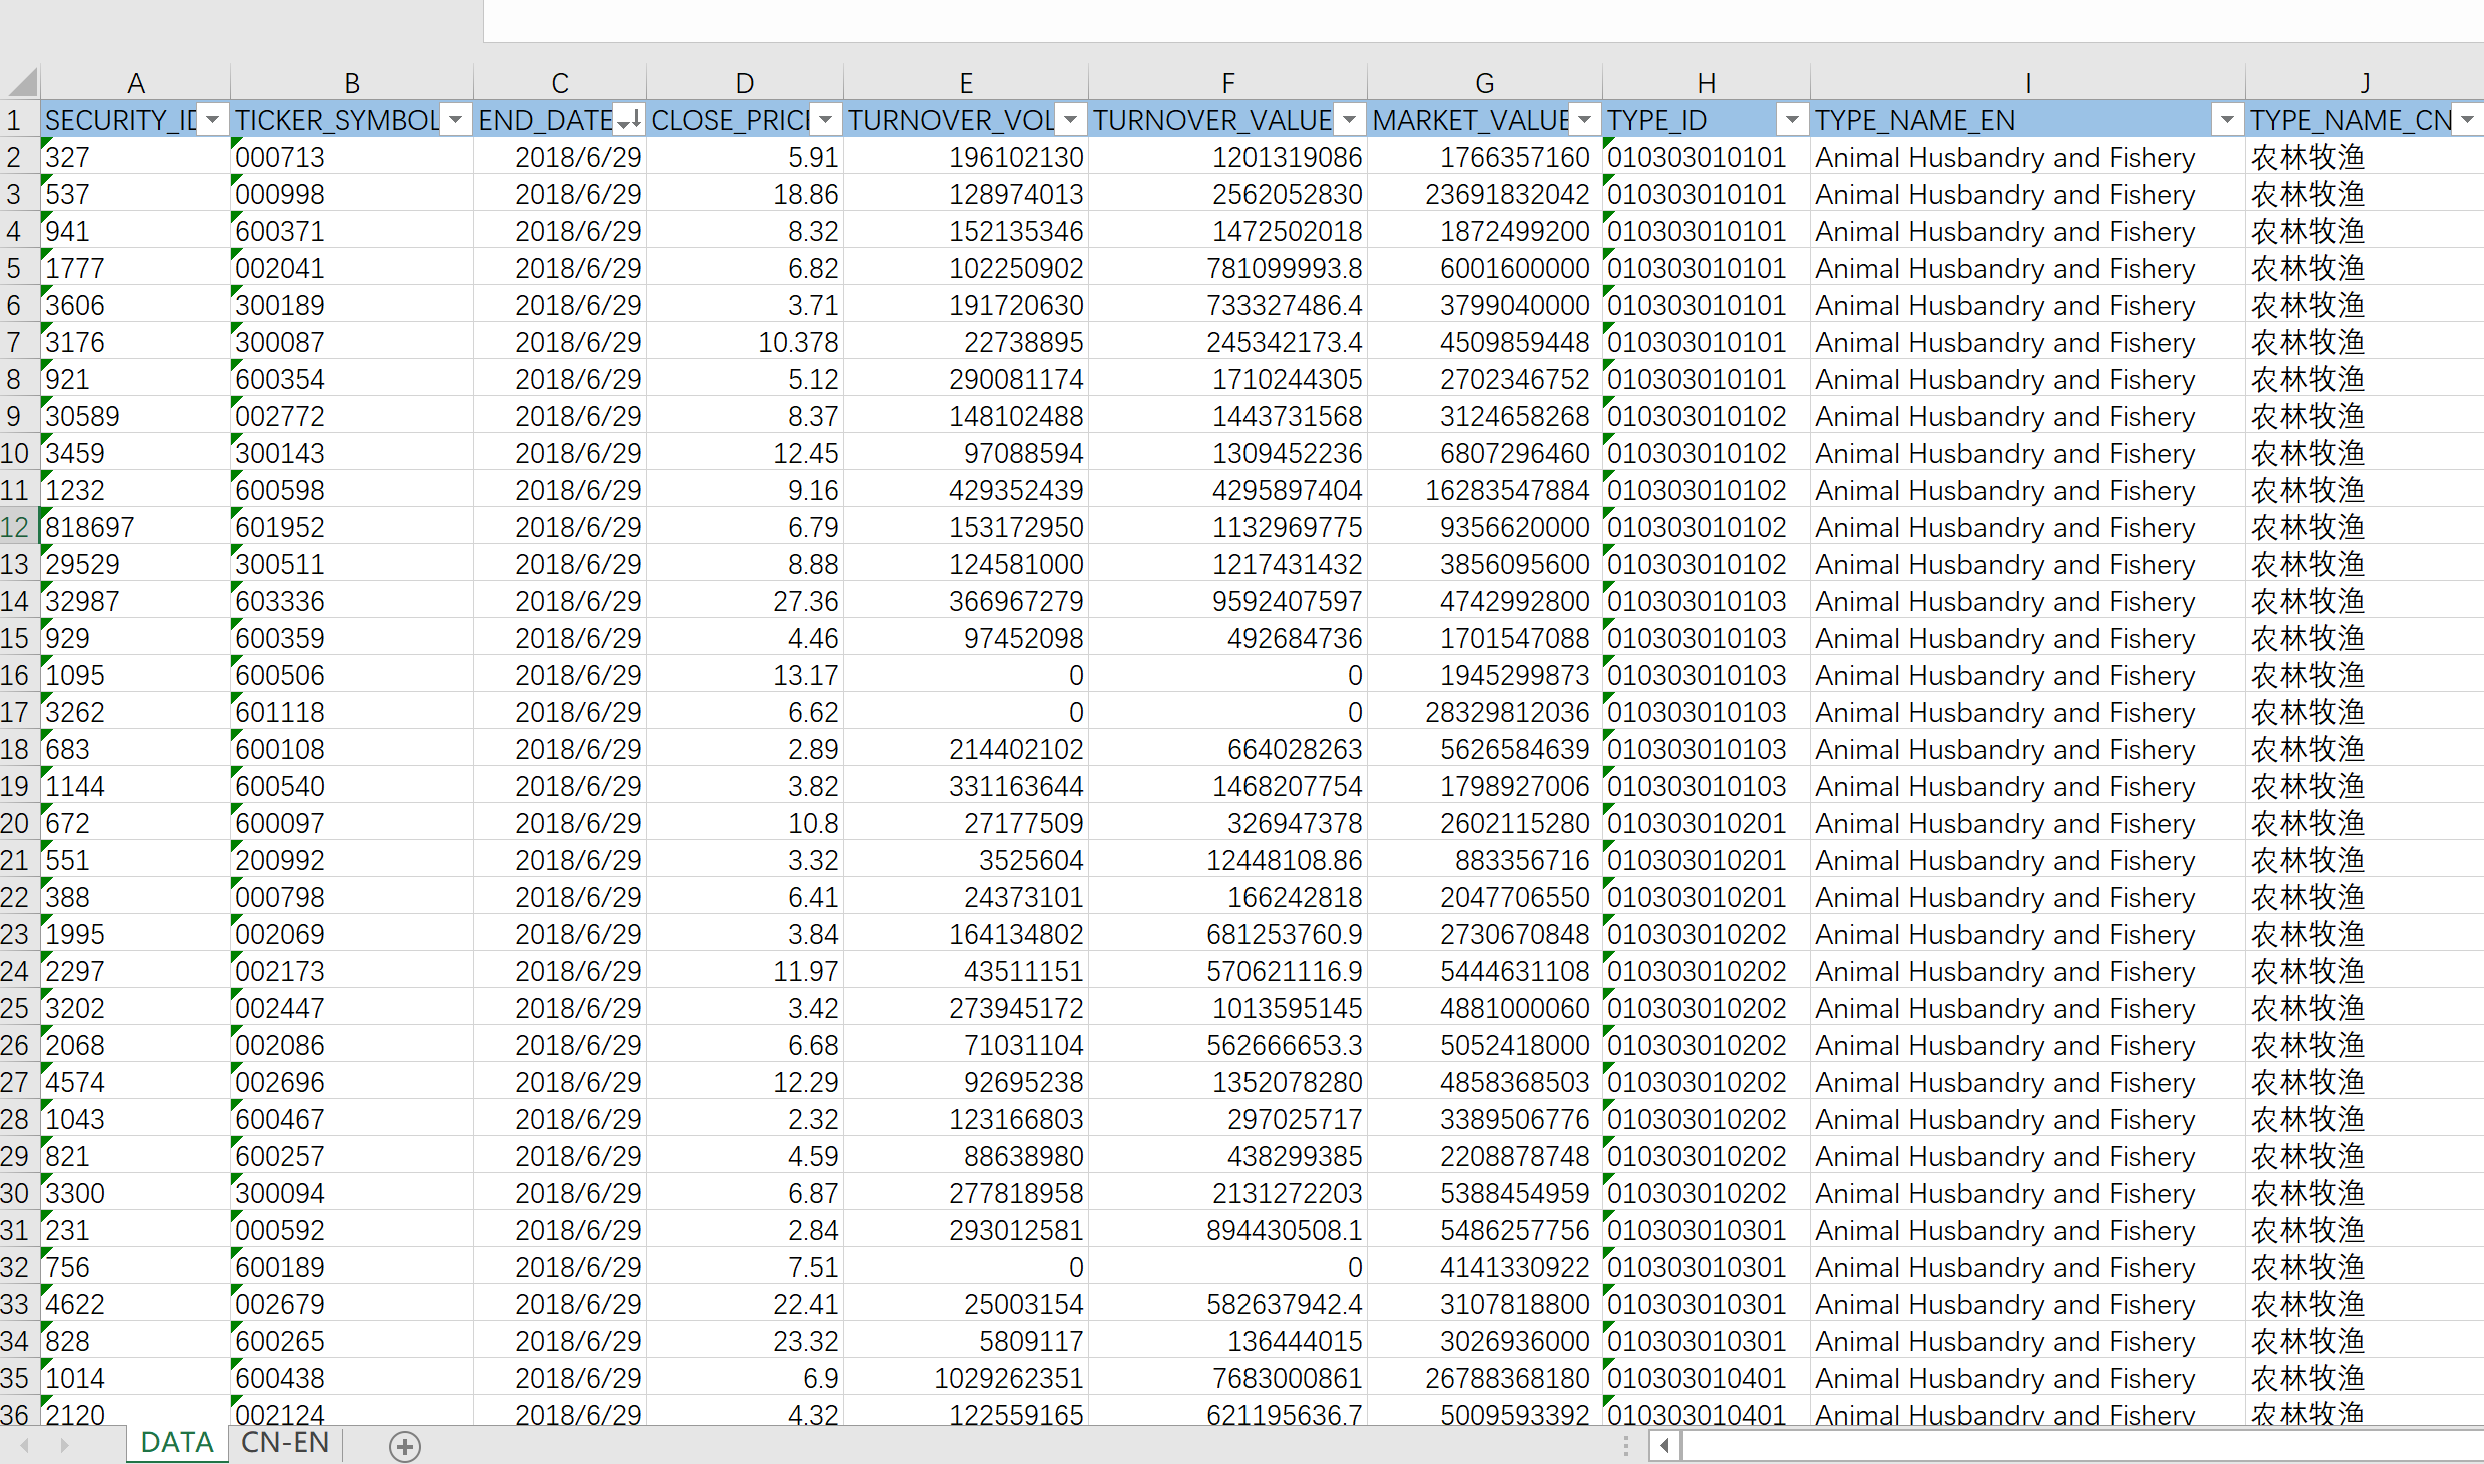 A B C D E F G H I J
1 SECURITY_ID TICKER_SYMBOL END_DATE CLOSE_PRICE TURNOVER_VOL TURNOVER_VALUE MARKET_VALUE TYPE_ID TYPE_NAME_EN TYPE_NAME_CN
2 327 000713 2018/6/29 5.91 196102130 1201319086 1766357160 010303010101 Animal Husbandry and Fishery 农林牧渔
3 537 000998 2018/6/29 18.86 128974013 2562052830 23691832042 010303010101 Animal Husbandry and Fishery 农林牧渔
4 941 600371 2018/6/29 8.32 152135346 1472502018 1872499200 010303010101 Animal Husbandry and Fishery 农林牧渔
5 1777 002041 2018/6/29 6.82 102250902 781099993.8 6001600000 010303010101 Animal Husbandry and Fishery 农林牧渔
6 3606 300189 2018/6/29 3.71 191720630 733327486.4 3799040000 010303010101 Animal Husbandry and Fishery 农林牧渔
7 3176 300087 2018/6/29 10.378 22738895 245342173.4 4509859448 010303010101 Animal Husbandry and Fishery 农林牧渔
8 921 600354 2018/6/29 5.12 290081174 1710244305 2702346752 010303010101 Animal Husbandry and Fishery 农林牧渔
9 30589 002772 2018/6/29 8.37 148102488 1443731568 3124658268 010303010102 Animal Husbandry and Fishery 农林牧渔
10 3459 300143 2018/6/29 12.45 97088594 1309452236 6807296460 010303010102 Animal Husbandry and Fishery 农林牧渔
11 1232 600598 2018/6/29 9.16 429352439 4295897404 16283547884 010303010102 Animal Husbandry and Fishery 农林牧渔
12 818697 601952 2018/6/29 6.79 153172950 1132969775 9356620000 010303010102 Animal Husbandry and Fishery 农林牧渔
13 29529 300511 2018/6/29 8.88 124581000 1217431432 3856095600 010303010102 Animal Husbandry and Fishery 农林牧渔
14 32987 603336 2018/6/29 27.36 366967279 9592407597 4742992800 010303010103 Animal Husbandry and Fishery 农林牧渔
15 929 600359 2018/6/29 4.46 97452098 492684736 1701547088 010303010103 Animal Husbandry and Fishery 农林牧渔
16 1095 600506 2018/6/29 13.17 0 0 1945299873 010303010103 Animal Husbandry and Fishery 农林牧渔
17 3262 601118 2018/6/29 6.62 0 0 28329812036 010303010103 Animal Husbandry and Fishery 农林牧渔
18 683 600108 2018/6/29 2.89 214402102 664028263 5626584639 010303010103 Animal Husbandry and Fishery 农林牧渔
19 1144 600540 2018/6/29 3.82 331163644 1468207754 1798927006 010303010103 Animal Husbandry and Fishery 农林牧渔
20 672 600097 2018/6/29 10.8 27177509 326947378 2602115280 010303010201 Animal Husbandry and Fishery 农林牧渔
21 551 200992 2018/6/29 3.32 3525604 12448108.86 883356716 010303010201 Animal Husbandry and Fishery 农林牧渔
22 388 000798 2018/6/29 6.41 24373101 166242818 2047706550 010303010201 Animal Husbandry and Fishery 农林牧渔
23 1995 002069 2018/6/29 3.84 164134802 681253760.9 2730670848 010303010202 Animal Husbandry and Fishery 农林牧渔
24 2297 002173 2018/6/29 11.97 43511151 570621116.9 5444631108 010303010202 Animal Husbandry and Fishery 农林牧渔
25 3202 002447 2018/6/29 3.42 273945172 1013595145 4881000060 010303010202 Animal Husbandry and Fishery 农林牧渔
26 2068 002086 2018/6/29 6.68 71031104 562666653.3 5052418000 010303010202 Animal Husbandry and Fishery 农林牧渔
27 4574 002696 2018/6/29 12.29 92695238 1352078280 4858368503 010303010202 Animal Husbandry and Fishery 农林牧渔
28 1043 600467 2018/6/29 2.32 123166803 297025717 3389506776 010303010202 Animal Husbandry and Fishery 农林牧渔
29 821 600257 2018/6/29 4.59 88638980 438299385 2208878748 010303010202 Animal Husbandry and Fishery 农林牧渔
30 3300 300094 2018/6/29 6.87 277818958 2131272203 5388454959 010303010202 Animal Husbandry and Fishery 农林牧渔
31 231 000592 2018/6/29 2.84 293012581 894430508.1 5486257756 010303010301 Animal Husbandry and Fishery 农林牧渔
32 756 600189 2018/6/29 7.51 0 0 4141330922 010303010301 Animal Husbandry and Fishery 农林牧渔
33 4622 002679 2018/6/29 22.41 25003154 582637942.4 3107818800 010303010301 Animal Husbandry and Fishery 农林牧渔
34 828 600265 2018/6/29 23.32 5809117 136444015 3026936000 010303010301 Animal Husbandry and Fishery 农林牧渔
35 1014 600438 2018/6/29 6.9 1029262351 7683000861 26788368180 010303010401 Animal Husbandry and Fishery 农林牧渔
36 2120 002124 2018/6/29 4.32 122559165 621195636.7 5009593392 010303010401 Animal Husbandry and Fishery 农林牧渔
DATA CN-EN